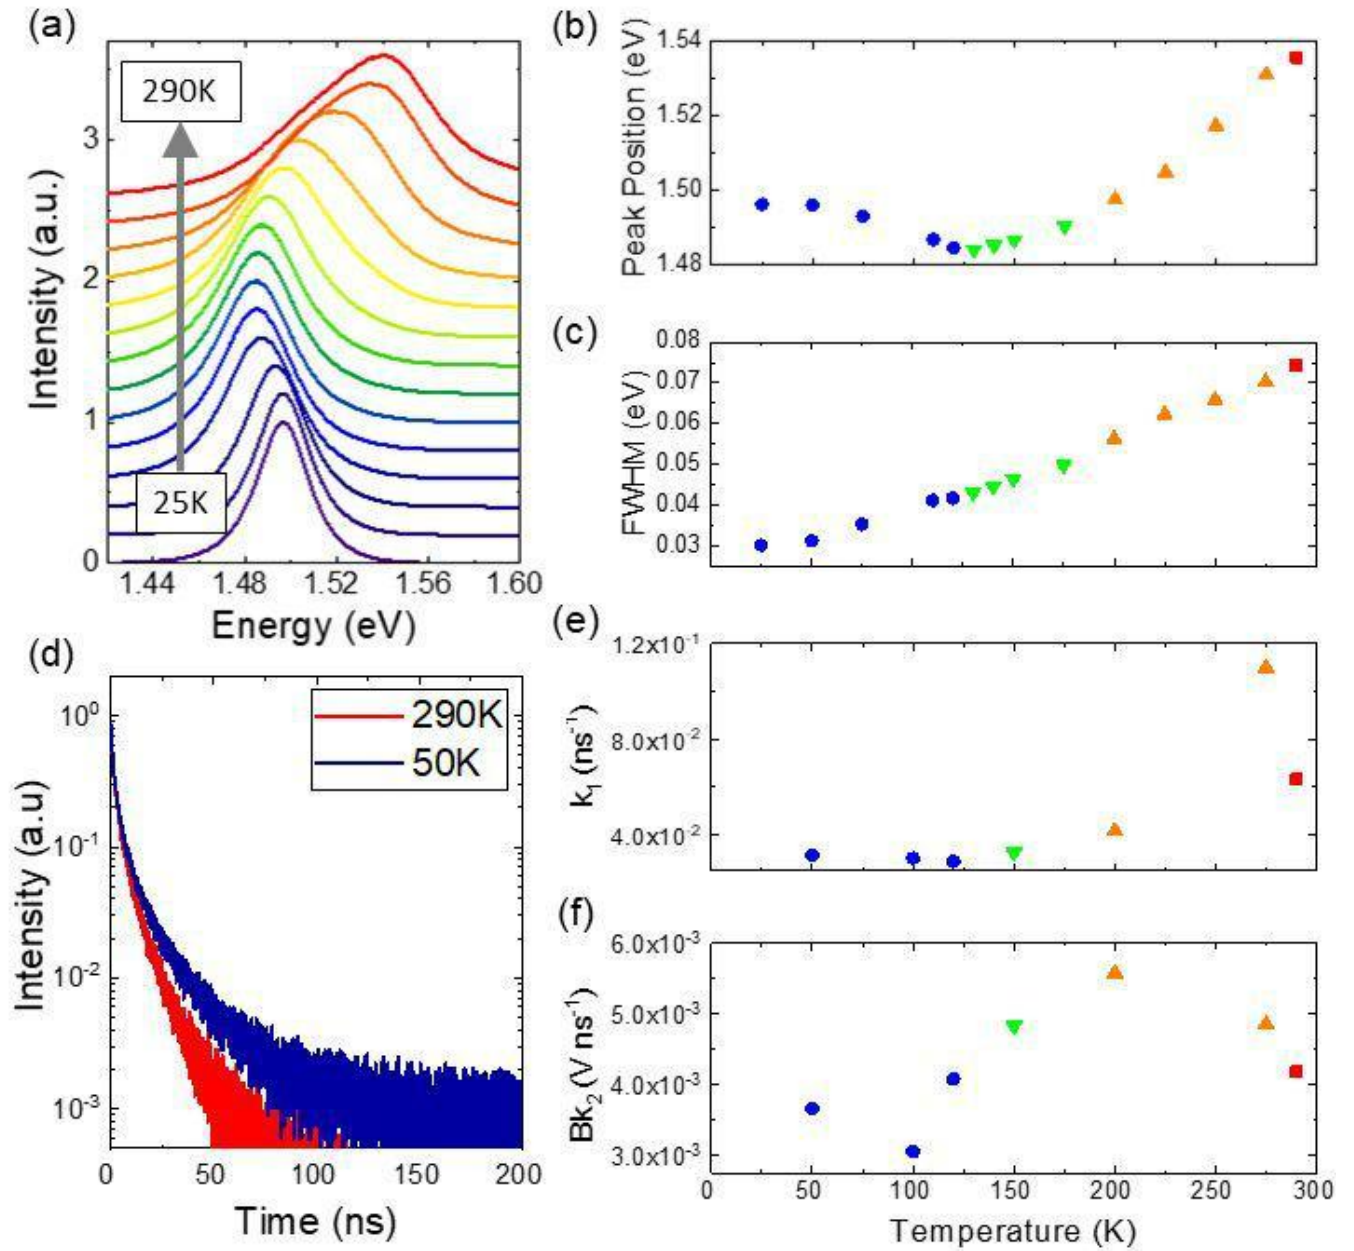 (a)
290K
25K
3
2
1
0
Intensity (a.u.)
1.44 1.48 1.52 1.56 1.60
Energy (eV)
(b)
1.54
1.52
1.50
1.48
Peak Position (eV)
(c)
0.08
0.07
0.06
0.05
0.04
0.03
FWHM (eV)
(d)
290K
50K
10⁰
10⁻¹
10⁻²
10⁻³
Intensity (a.u)
0 50 100 150 200
Time (ns)
(e)
1.2x10⁻¹
8.0x10⁻²
4.0x10⁻²
k₁ (ns⁻¹)
(f)
6.0x10⁻³
5.0x10⁻³
4.0x10⁻³
3.0x10⁻³
Bk₂ (V ns⁻¹)
0 50 100 150 200 250 300
Temperature (K)